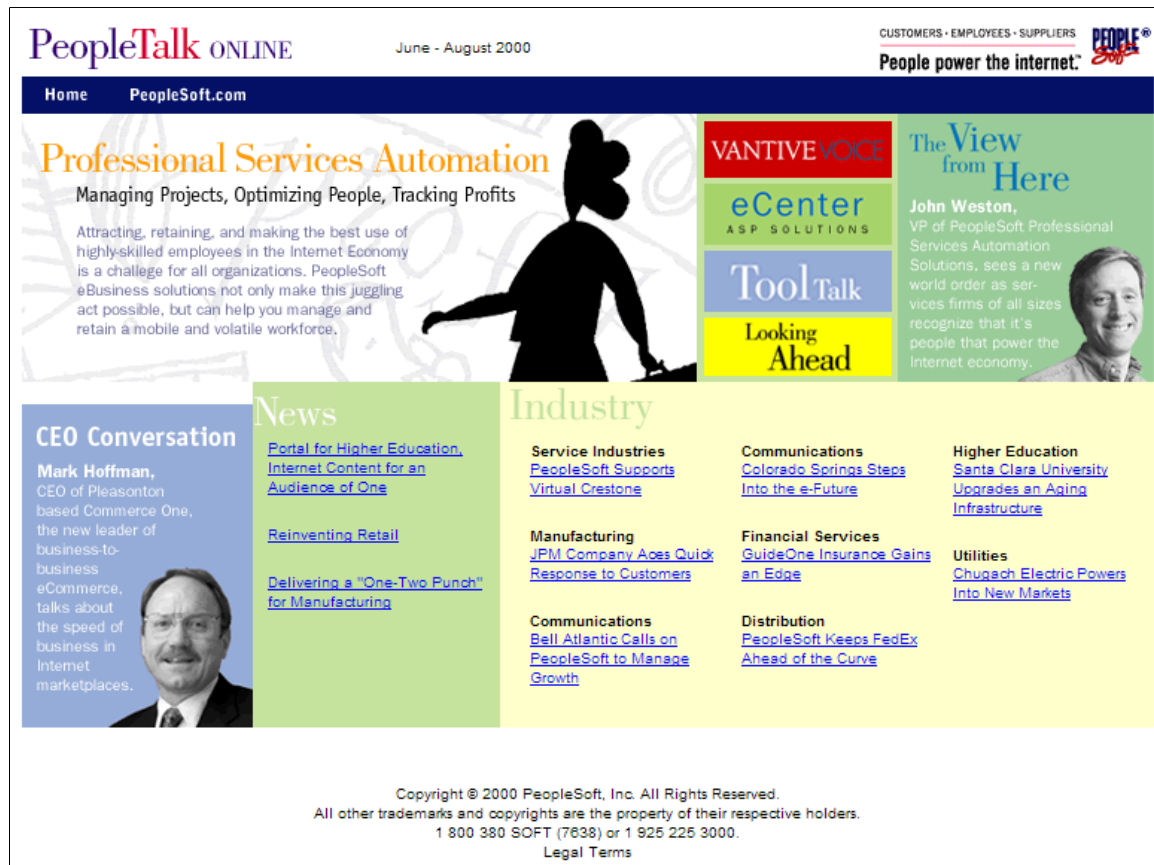 PeopleTalk ONLINE
June - August 2000
CUSTOMERS · EMPLOYEES · SUPPLIERS
People power the internet.™
PEOPLE Soft ®
Home PeopleSoft.com
Professional Services Automation
Managing Projects, Optimizing People, Tracking Profits
Attracting, retaining, and making the best use of
highly-skilled employees in the Internet Economy
is a challege for all organizations. PeopleSoft
eBusiness solutions not only make this juggling
act possible, but can help you manage and
retain a mobile and volatile workforce.
VANTIVE VOICE
eCenter
ASP SOLUTIONS
Tool Talk
Looking
Ahead
The View
from Here
John Weston,
VP of PeopleSoft Professional
Services Automation
Solutions, sees a new
world order as ser-
vices firms of all sizes
recognize that it's
people that power the
Internet economy.
CEO Conversation
Mark Hoffman,
CEO of Pleasonton
based Commerce One,
the new leader of
business-to-
business
eCommerce,
talks about
the speed of
business in
Internet
marketplaces.
News
Portal for Higher Education,
Internet Content for an
Audience of One
Reinventing Retail
Delivering a "One-Two Punch"
for Manufacturing
Industry
Service Industries
PeopleSoft Supports
Virtual Crestone
Manufacturing
JPM Company Aces Quick
Response to Customers
Communications
Bell Atlantic Calls on
PeopleSoft to Manage
Growth
Communications
Colorado Springs Steps
Into the e-Future
Financial Services
GuideOne Insurance Gains
an Edge
Distribution
PeopleSoft Keeps FedEx
Ahead of the Curve
Higher Education
Santa Clara University
Upgrades an Aging
Infrastructure
Utilities
Chugach Electric Powers
Into New Markets
Copyright © 2000 PeopleSoft, Inc. All Rights Reserved.
All other trademarks and copyrights are the property of their respective holders.
1 800 380 SOFT (7638) or 1 925 225 3000.
Legal Terms